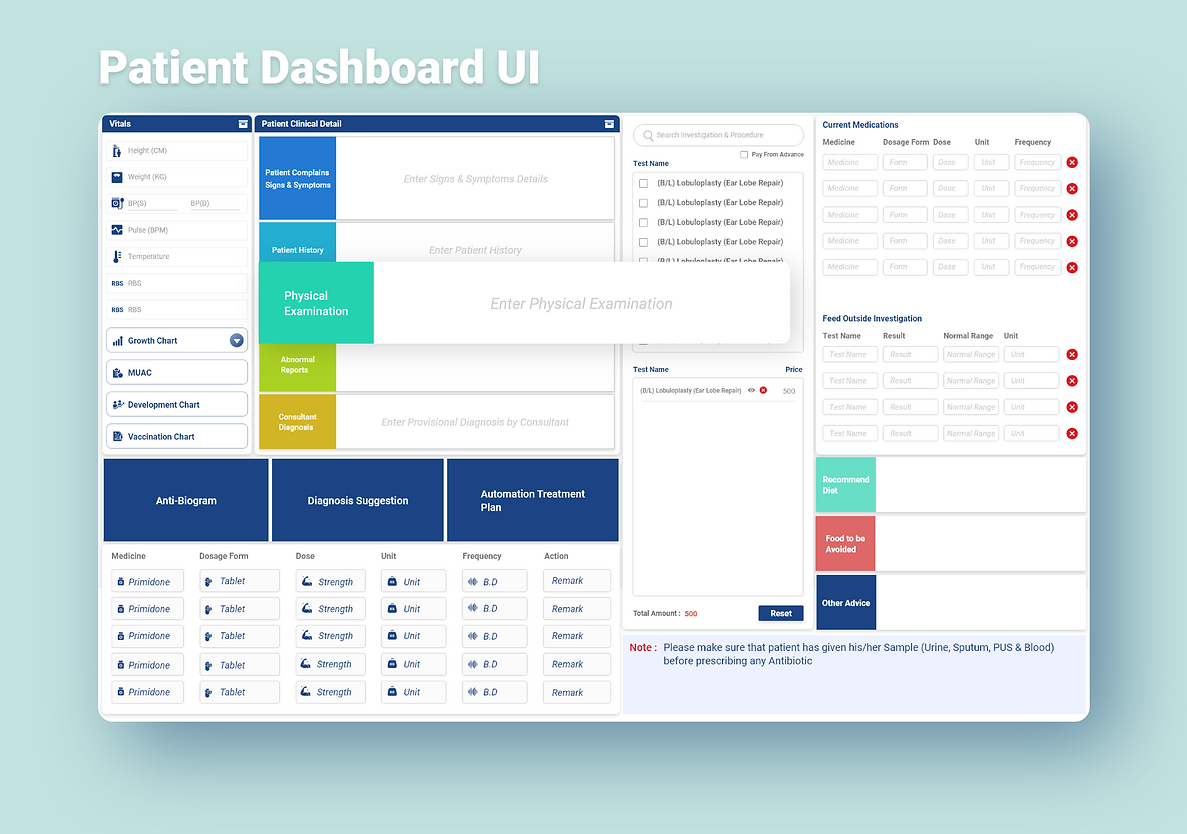 Patient Dashboard UI
Vitals
Height (CM)
Weight (KG)
BP(S) BP(D)
Pulse (BPM)
Temperature
RBS RBS
RBS RBS
Growth Chart
MUAC
Development Chart
Vaccination Chart
Patient Clinical Detail
Patient Complains
Signs & Symptoms
Enter Signs & Symptoms Details
Patient History
Enter Patient History
Physical
Examination
Enter Physical Examination
Abnormal
Reports
Consultant
Diagnosis
Enter Provisional Diagnosis by Consultant
Search Investigation & Procedure
Pay From Advance
Test Name
(B/L) Lobuloplasty (Ear Lobe Repair)
(B/L) Lobuloplasty (Ear Lobe Repair)
(B/L) Lobuloplasty (Ear Lobe Repair)
(B/L) Lobuloplasty (Ear Lobe Repair)
(B/L) Lobuloplasty (Ear Lobe Repair)
Test Name Price
(B/L) Lobuloplasty (Ear Lobe Repair) 500
Total Amount : 500 Reset
Current Medications
Medicine Dosage Form Dose Unit Frequency
Medicine Form Dose Unit Frequency
Medicine Form Dose Unit Frequency
Medicine Form Dose Unit Frequency
Medicine Form Dose Unit Frequency
Medicine Form Dose Unit Frequency
Feed Outside Investigation
Test Name Result Normal Range Unit
Test Name Result Normal Range Unit
Test Name Result Normal Range Unit
Test Name Result Normal Range Unit
Test Name Result Normal Range Unit
Recommend
Diet
Food to be
Avoided
Other Advice
Anti-Biogram
Diagnosis Suggestion
Automation Treatment
Plan
Medicine Dosage Form Dose Unit Frequency Action
Primidone Tablet Strength Unit B.D Remark
Primidone Tablet Strength Unit B.D Remark
Primidone Tablet Strength Unit B.D Remark
Primidone Tablet Strength Unit B.D Remark
Primidone Tablet Strength Unit B.D Remark
Note : Please make sure that patient has given his/her Sample (Urine, Sputum, PUS & Blood)
before prescribing any Antibiotic